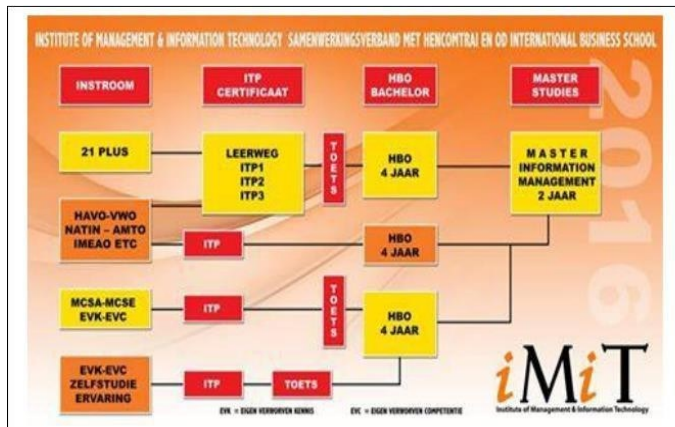 INSTITUTE OF MANAGEMENT & INFORMATION TECHNOLOGY SAMENWERKINGSVERBAND MET HENCOMTRAI EN OD INTERNATIONAL BUSINESS SCHOOL
INSTROOM
ITP
CERTIFICAAT
HBO
BACHELOR
MASTER
STUDIES
21 PLUS
LEERWEG
ITP1
ITP2
ITP3
TOETS
HBO
4 JAAR
MASTER
INFORMATION
MANAGEMENT
2 JAAR
HAVO-VWO
NATIN – AMTO
IMEAO ETC
ITP
HBO
4 JAAR
MCSA-MCSE
EVK-EVC
ITP
TOETS
HBO
4 JAAR
EVK-EVC
ZELFSTUDIE
ERVARING
ITP
TOETS
EVK = EIGEN VERWORVEN KENNIS
EVC = EIGEN VERWORVEN COMPETENTIE
2016
iMiT
Institute of Management & Information Technology